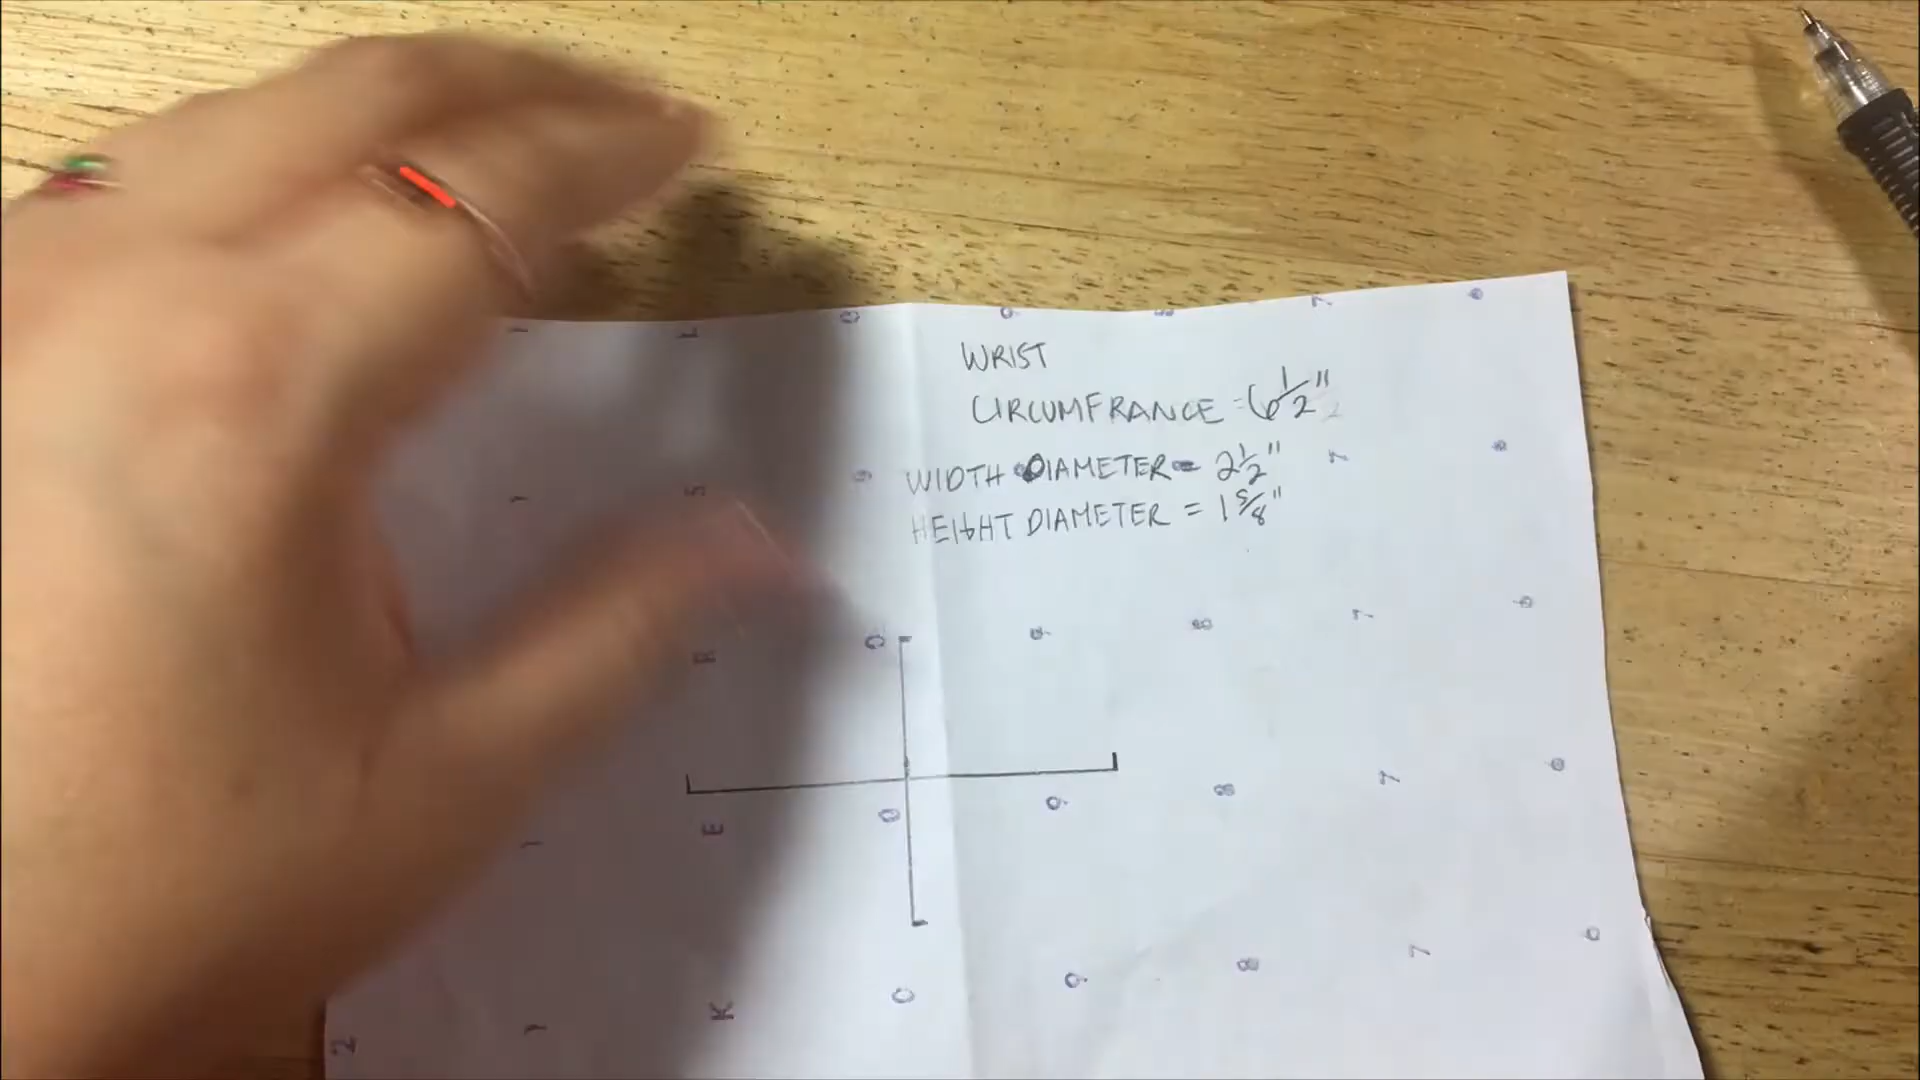 WRIST
CIRCUMFRANCE = 6 1/2"
WIDTH DIAMETER = 2 1/2"
HEIGHT DIAMETER = 1 5/8"